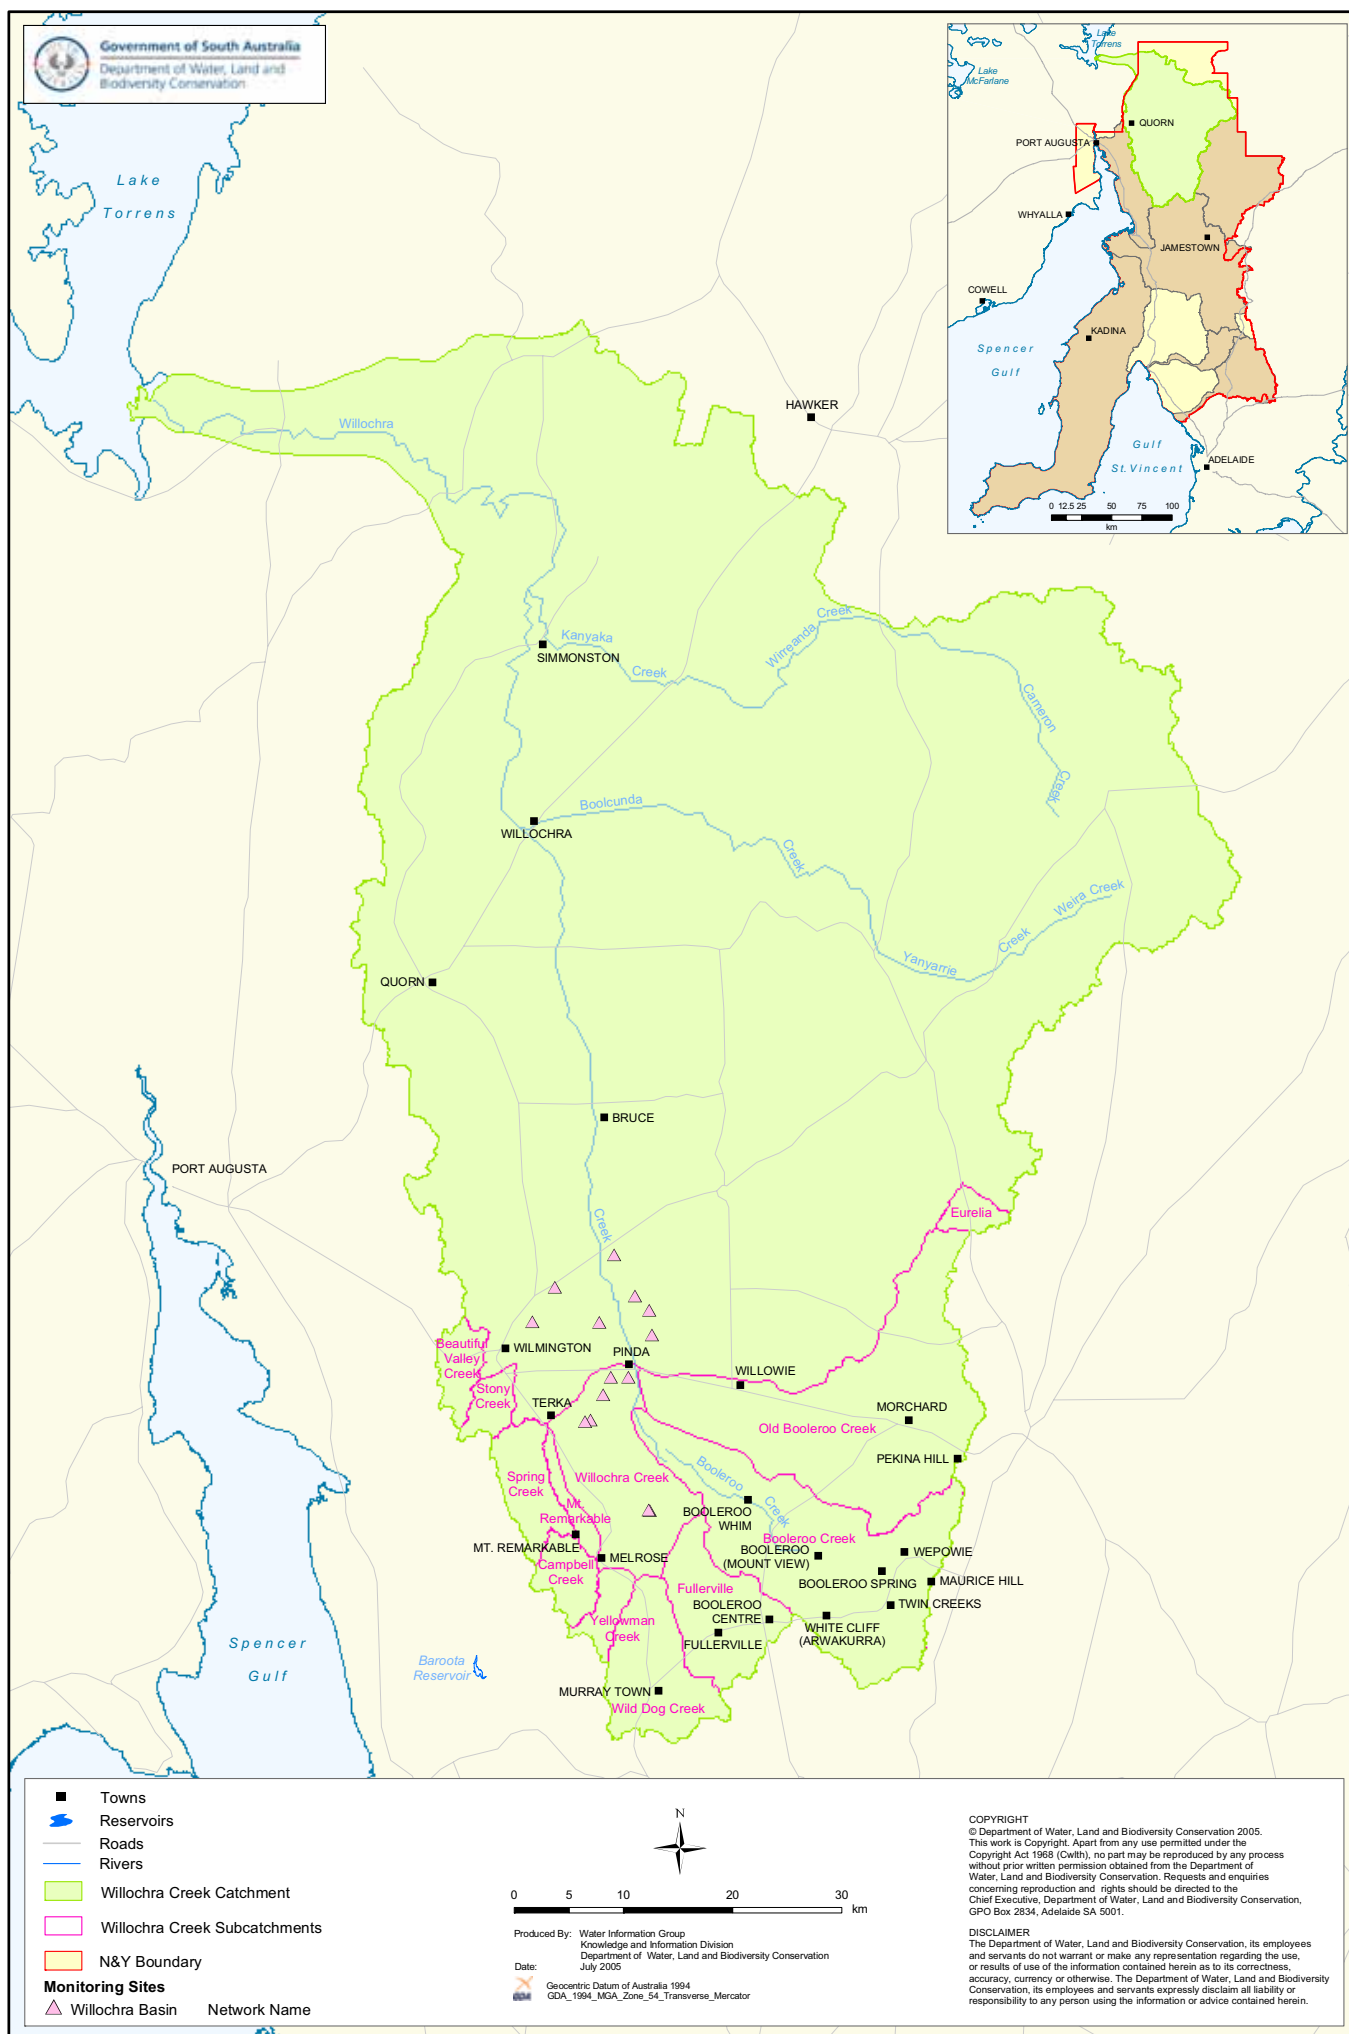 Government of South Australia
Department of Water, Land and
Biodiversity Conservation
Lake
Torrens
Lake
Torrens
Lake
McFarlane
QUORN
PORT AUGUSTA
WHYALLA
JAMESTOWN
COWELL
KADINA
Spencer
Gulf
Gulf
St.Vincent
ADELAIDE
0 12.5 25 50 75 100
km
HAWKER
Willochra
Kanyaka
Creek
SIMMONSTON
Wirreanda
Creek
Cameron
Creek
Boolcunda
Creek
WILLOCHRA
Weira Creek
Creek
Yanyarrie
QUORN
BRUCE
PORT AUGUSTA
Creek
Eurelia
Beautiful
Valley
Creek
WILMINGTON
PINDA
WILLOWIE
Stony
Creek
TERKA
MORCHARD
Old Booleroo Creek
PEKINA HILL
Spring
Creek
Willochra Creek
Booleroo
Creek
Mt.
Remarkable
BOOLEROO
WHIM
Booleroo Creek
MT. REMARKABLE
MELROSE
BOOLEROO
(MOUNT VIEW)
WEPOWIE
Campbell
Creek
BOOLEROO SPRING
MAURICE HILL
Fullerville
TWIN CREEKS
BOOLEROO
CENTRE
Yellowman
Creek
WHITE CLIFF
(ARWAKURRA)
FULLERVILLE
Spencer
Gulf
Baroota
Reservoir
MURRAY TOWN
Wild Dog Creek
Towns
Reservoirs
Roads
Rivers
Willochra Creek Catchment
Willochra Creek Subcatchments
N&Y Boundary
Monitoring Sites
Willochra Basin Network Name
N
0 5 10 20 30
km
Produced By: Water Information Group
Knowledge and Information Division
Department of Water, Land and Biodiversity Conservation
Date: July 2005
GDA
Geocentric Datum of Australia 1994
GDA_1994_MGA_Zone_54_Transverse_Mercator
COPYRIGHT
© Department of Water, Land and Biodiversity Conservation 2005.
This work is Copyright. Apart from any use permitted under the
Copyright Act 1968 (Cwlth), no part may be reproduced by any process
without prior written permission obtained from the Department of
Water, Land and Biodiversity Conservation. Requests and enquiries
concerning reproduction and rights should be directed to the
Chief Executive, Department of Water, Land and Biodiversity Conservation,
GPO Box 2834, Adelaide SA 5001.
DISCLAIMER
The Department of Water, Land and Biodiversity Conservation, its employees
and servants do not warrant or make any representation regarding the use,
or results of use of the information contained herein as to its correctness,
accuracy, currency or otherwise. The Department of Water, Land and Biodiversity
Conservation, its employees and servants expressly disclaim all liability or
responsibility to any person using the information or advice contained herein.